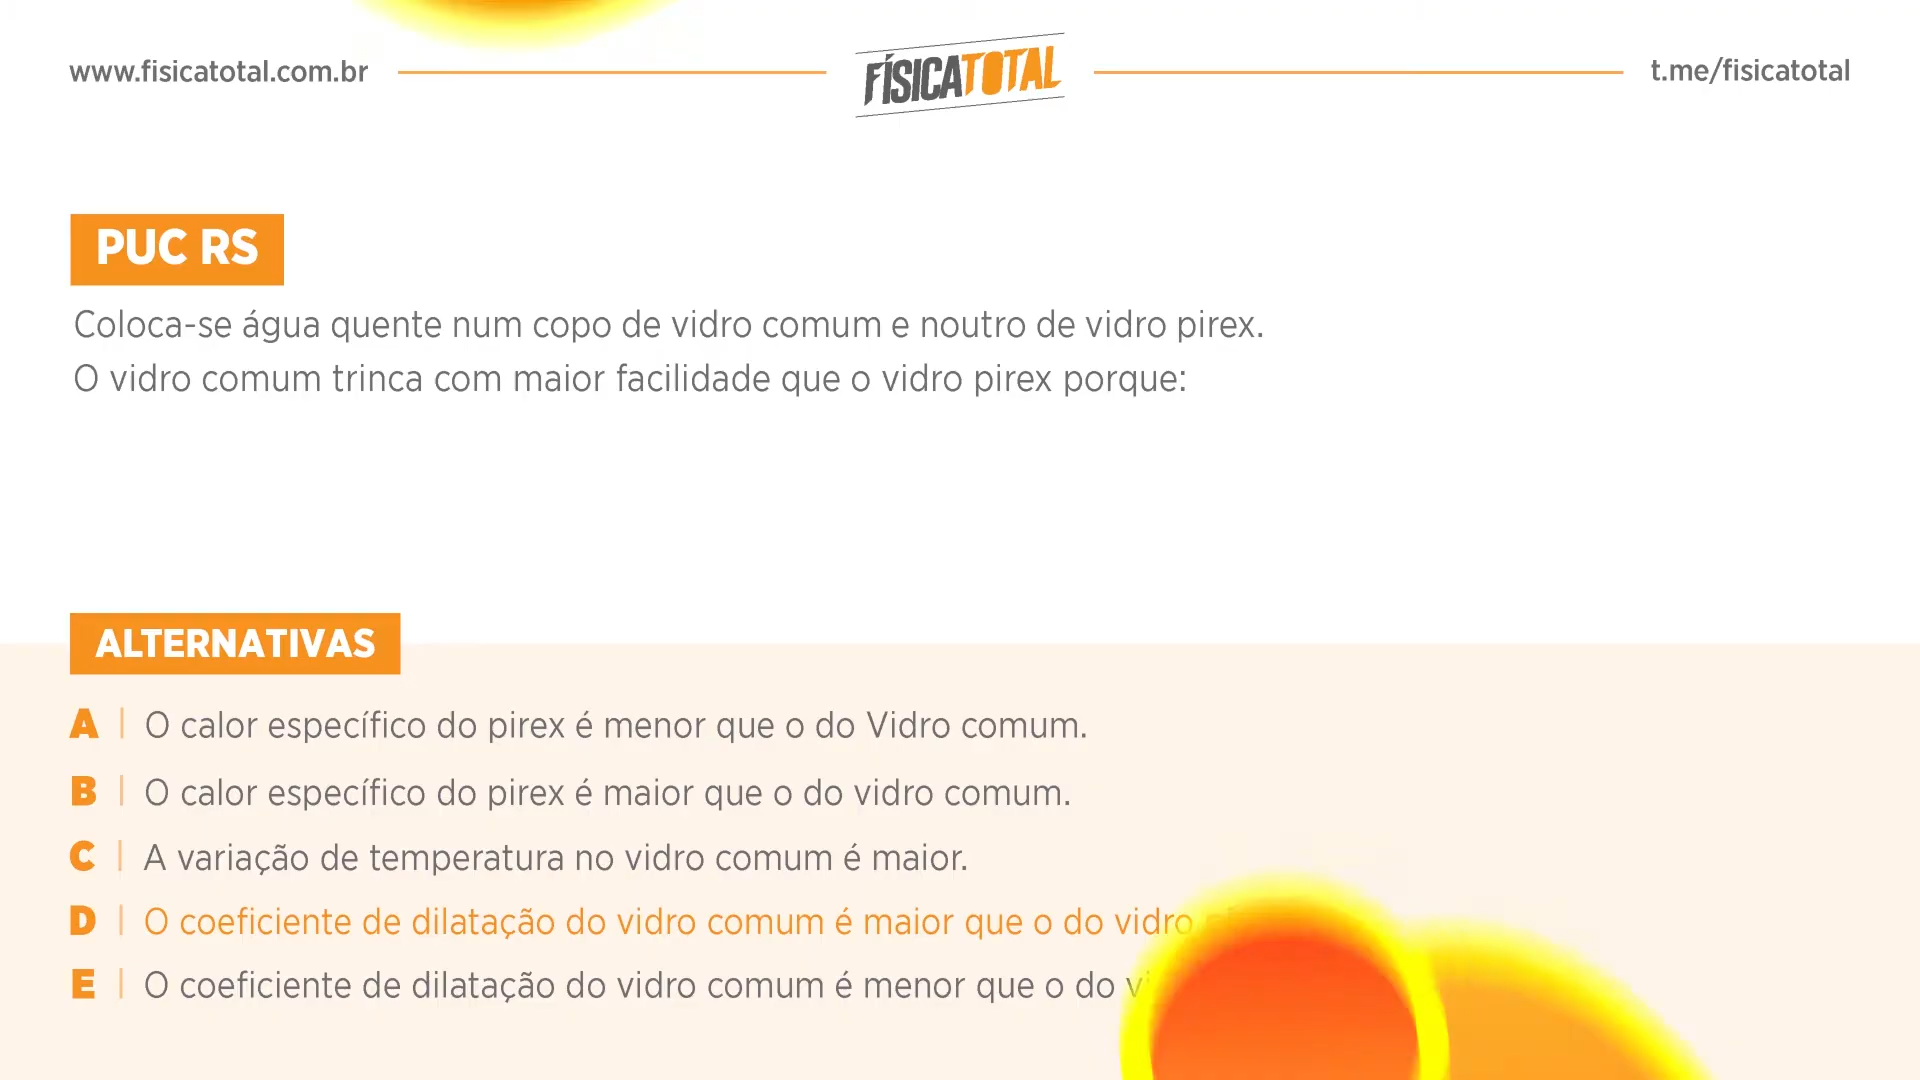 www.fisicatotal.com.br
FÍSICATOTAL
t.me/fisicatotal
PUC RS
Coloca-se água quente num copo de vidro comum e noutro de vidro pirex.
O vidro comum trinca com maior facilidade que o vidro pirex porque:
ALTERNATIVAS
A | O calor específico do pirex é menor que o do Vidro comum.
B | O calor específico do pirex é maior que o do vidro comum.
C | A variação de temperatura no vidro comum é maior.
D | O coeficiente de dilatação do vidro comum é maior que o do vidro
E | O coeficiente de dilatação do vidro comum é menor que o do